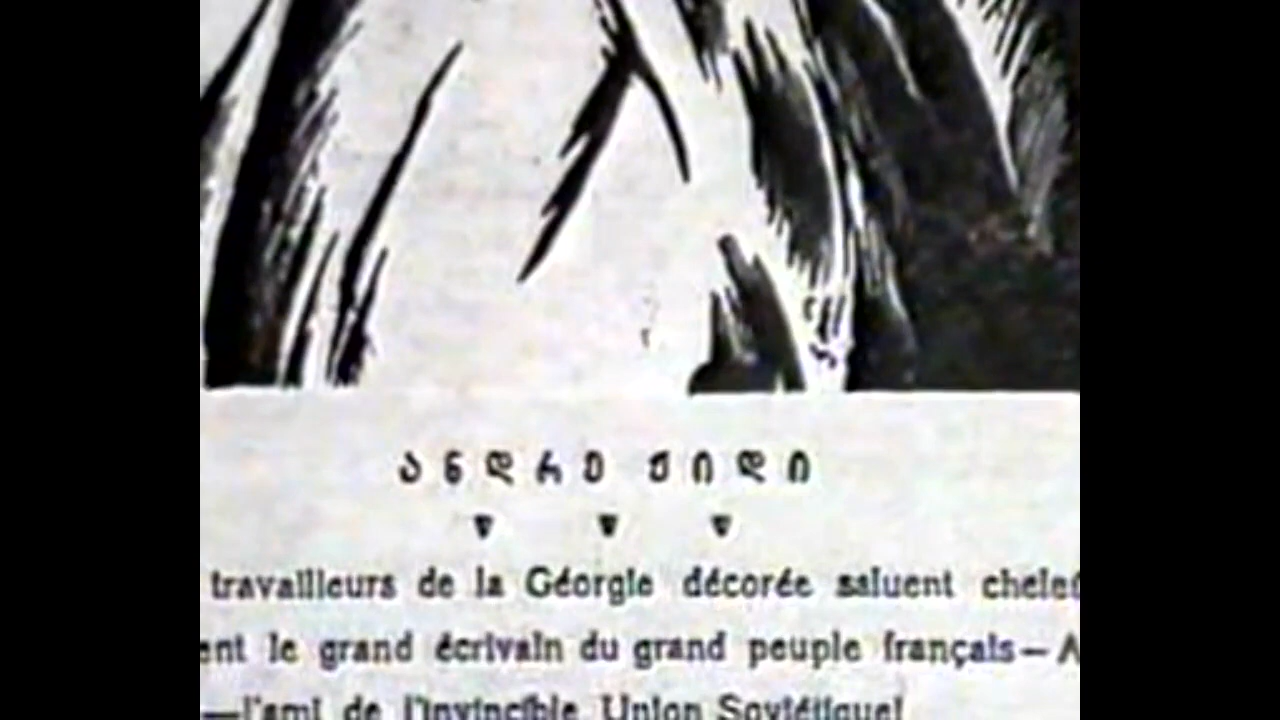 ანდრე ჟიდი
travailleurs de la Géorgie décorée saluent
le grand écrivain du grand peuple français—
—l'ami de l'invincible Union Soviétique!